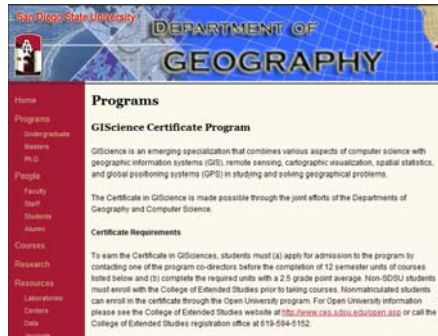 San Diego State University
DEPARTMENT OF
GEOGRAPHY
Home
Programs
Undergraduate
Masters
Ph.D.
People
Faculty
Staff
Students
Alumni
Courses
Research
Resources
Laboratories
Centers
Data
Programs
GIScience Certificate Program
GIScience is an emerging specialization that combines various aspects of computer science with
geographic information systems (GIS), remote sensing, cartographic visualization, spatial statistics,
and global positioning systems (GPS) in studying and solving geographical problems.
The Certificate in GIScience is made possible through the joint efforts of the Departments of
Geography and Computer Science.
Certificate Requirements
To earn the Certificate in GISciences, students must (a) apply for admission to the program by
contacting one of the program co-directors before the completion of 12 semester units of courses
listed below and (b) complete the required units with a 2.5 grade point average. Non-SDSU students
must enroll with the College of Extended Studies prior to taking courses. Nonmatriculated students
can enroll in the certificate through the Open University program. For Open University information
please see the College of Extended Studies website at http://www.ces.sdsu.edu/open.asp or call the
College of Extended Studies registration office at 619-594-5152.